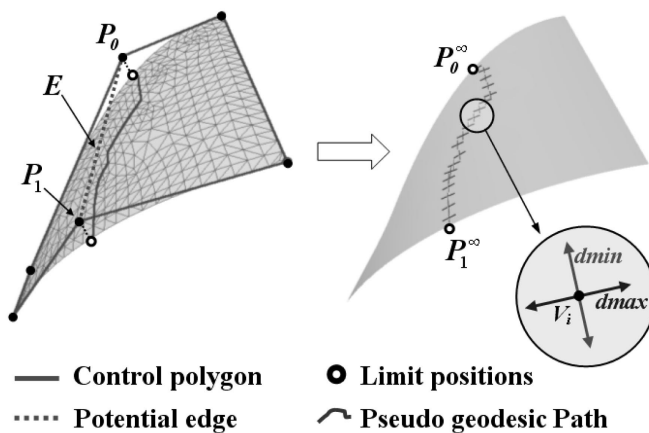 P₀
E
P₁
P₀^∞
P₁^∞
dmin
dmax
Vᵢ
Control polygon
Limit positions
Potential edge
Pseudo geodesic Path